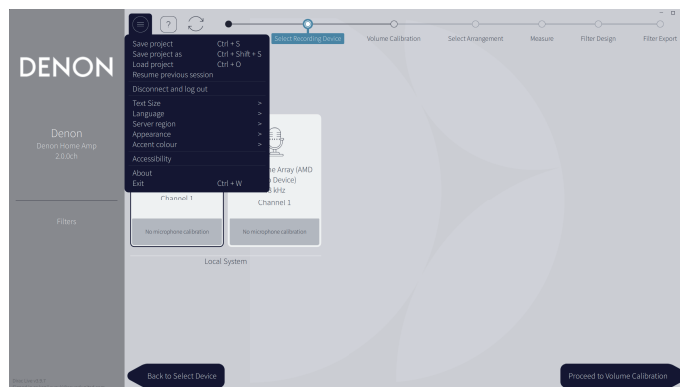 ?
Select Recording Device
Volume Calibration
Select Arrangement
Measure
Filter Design
Filter Export
DENON
Denon
Denon Home Amp
2.0.0ch
Filters
Save project Ctrl + S
Save project as Ctrl + Shift + S
Load project Ctrl + O
Resume previous session
Disconnect and log out
Text Size >
Language >
Server region >
Appearance >
Accent colour >
Accessibility
About
Exit Ctrl + W
Channel 1
No microphone calibration
Array (AMD
Device)
kHz
Channel 1
No microphone calibration
Local System
Back to Select Device
Proceed to Volume Calibration